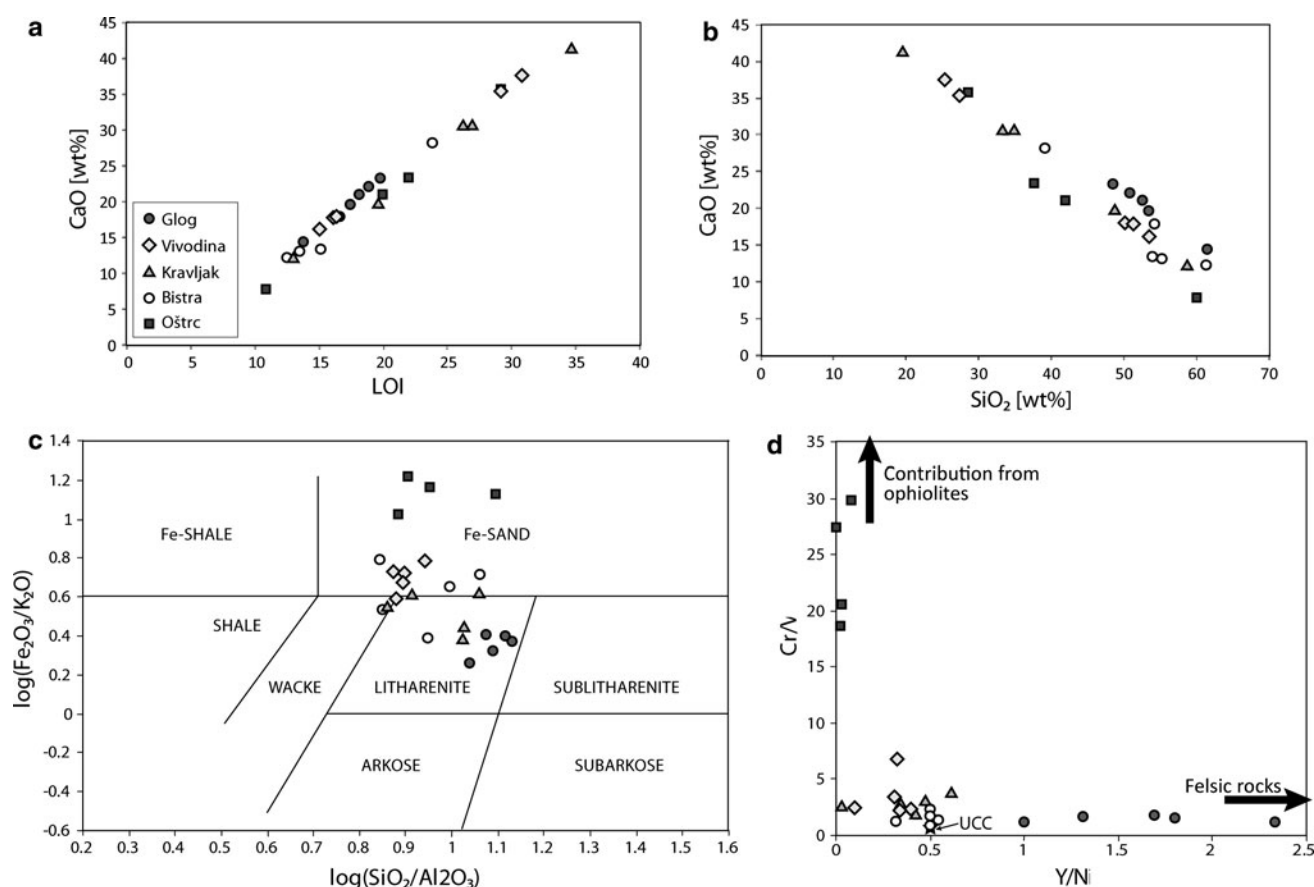 a
45
40
35
30
25
20
15
10
5
0
CaO [wt%]
Glog
Vivodina
Kravljak
Bistra
Oštrc
0 10 15 20 25 30 35 40
LOI
b
45
40
35
30
25
20
15
10
5
0
CaO [wt%]
0 20 30 40 50 60 70
SiO₂ [wt%]
c
1.4
1.2
1
0.8
0.6
0.4
0.2
0
-0.2
-0.4
-0.6
log(Fe₂O₃/K₂O)
Fe-SHALE
Fe-SAND
SHALE
WACKE
LITHARENITE
SUBLITHARENITE
ARKOSE
SUBARKOSE
0.2 0.3 0.4 0.5 0.6 0.7 0.8 0.9 1 1.1 1.2 1.3 1.4 1.5 1.6
log(SiO₂/Al2O₃)
d
35
30
25
20
15
10
5
0
Cr/V
Contribution from
ophiolites
Felsic rocks
UCC
0 0.5 1 1.5 2 2.5
Y/Ni